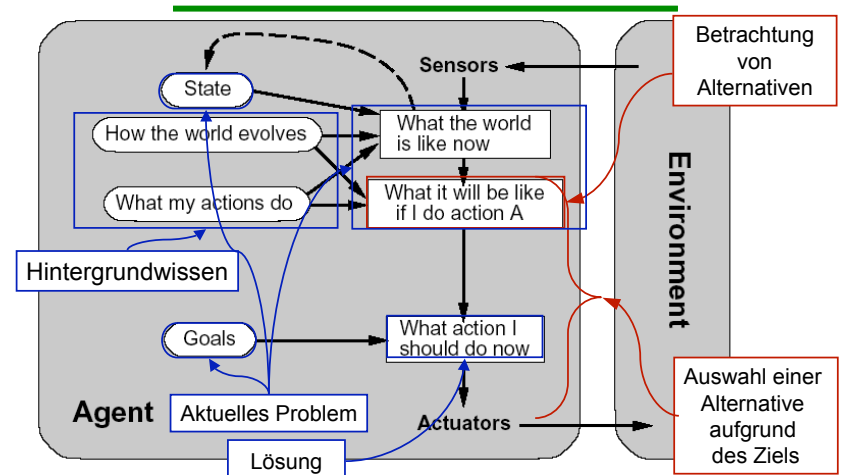 Sensors
State
How the world evolves
What the world
is like now
What my actions do
What it will be like
if I do action A
Hintergrundwissen
Goals
What action I
should do now
Aktuelles Problem
Agent
Actuators
Lösung
Environment
Betrachtung
von
Alternativen
Auswahl einer
Alternative
aufgrund
des Ziels